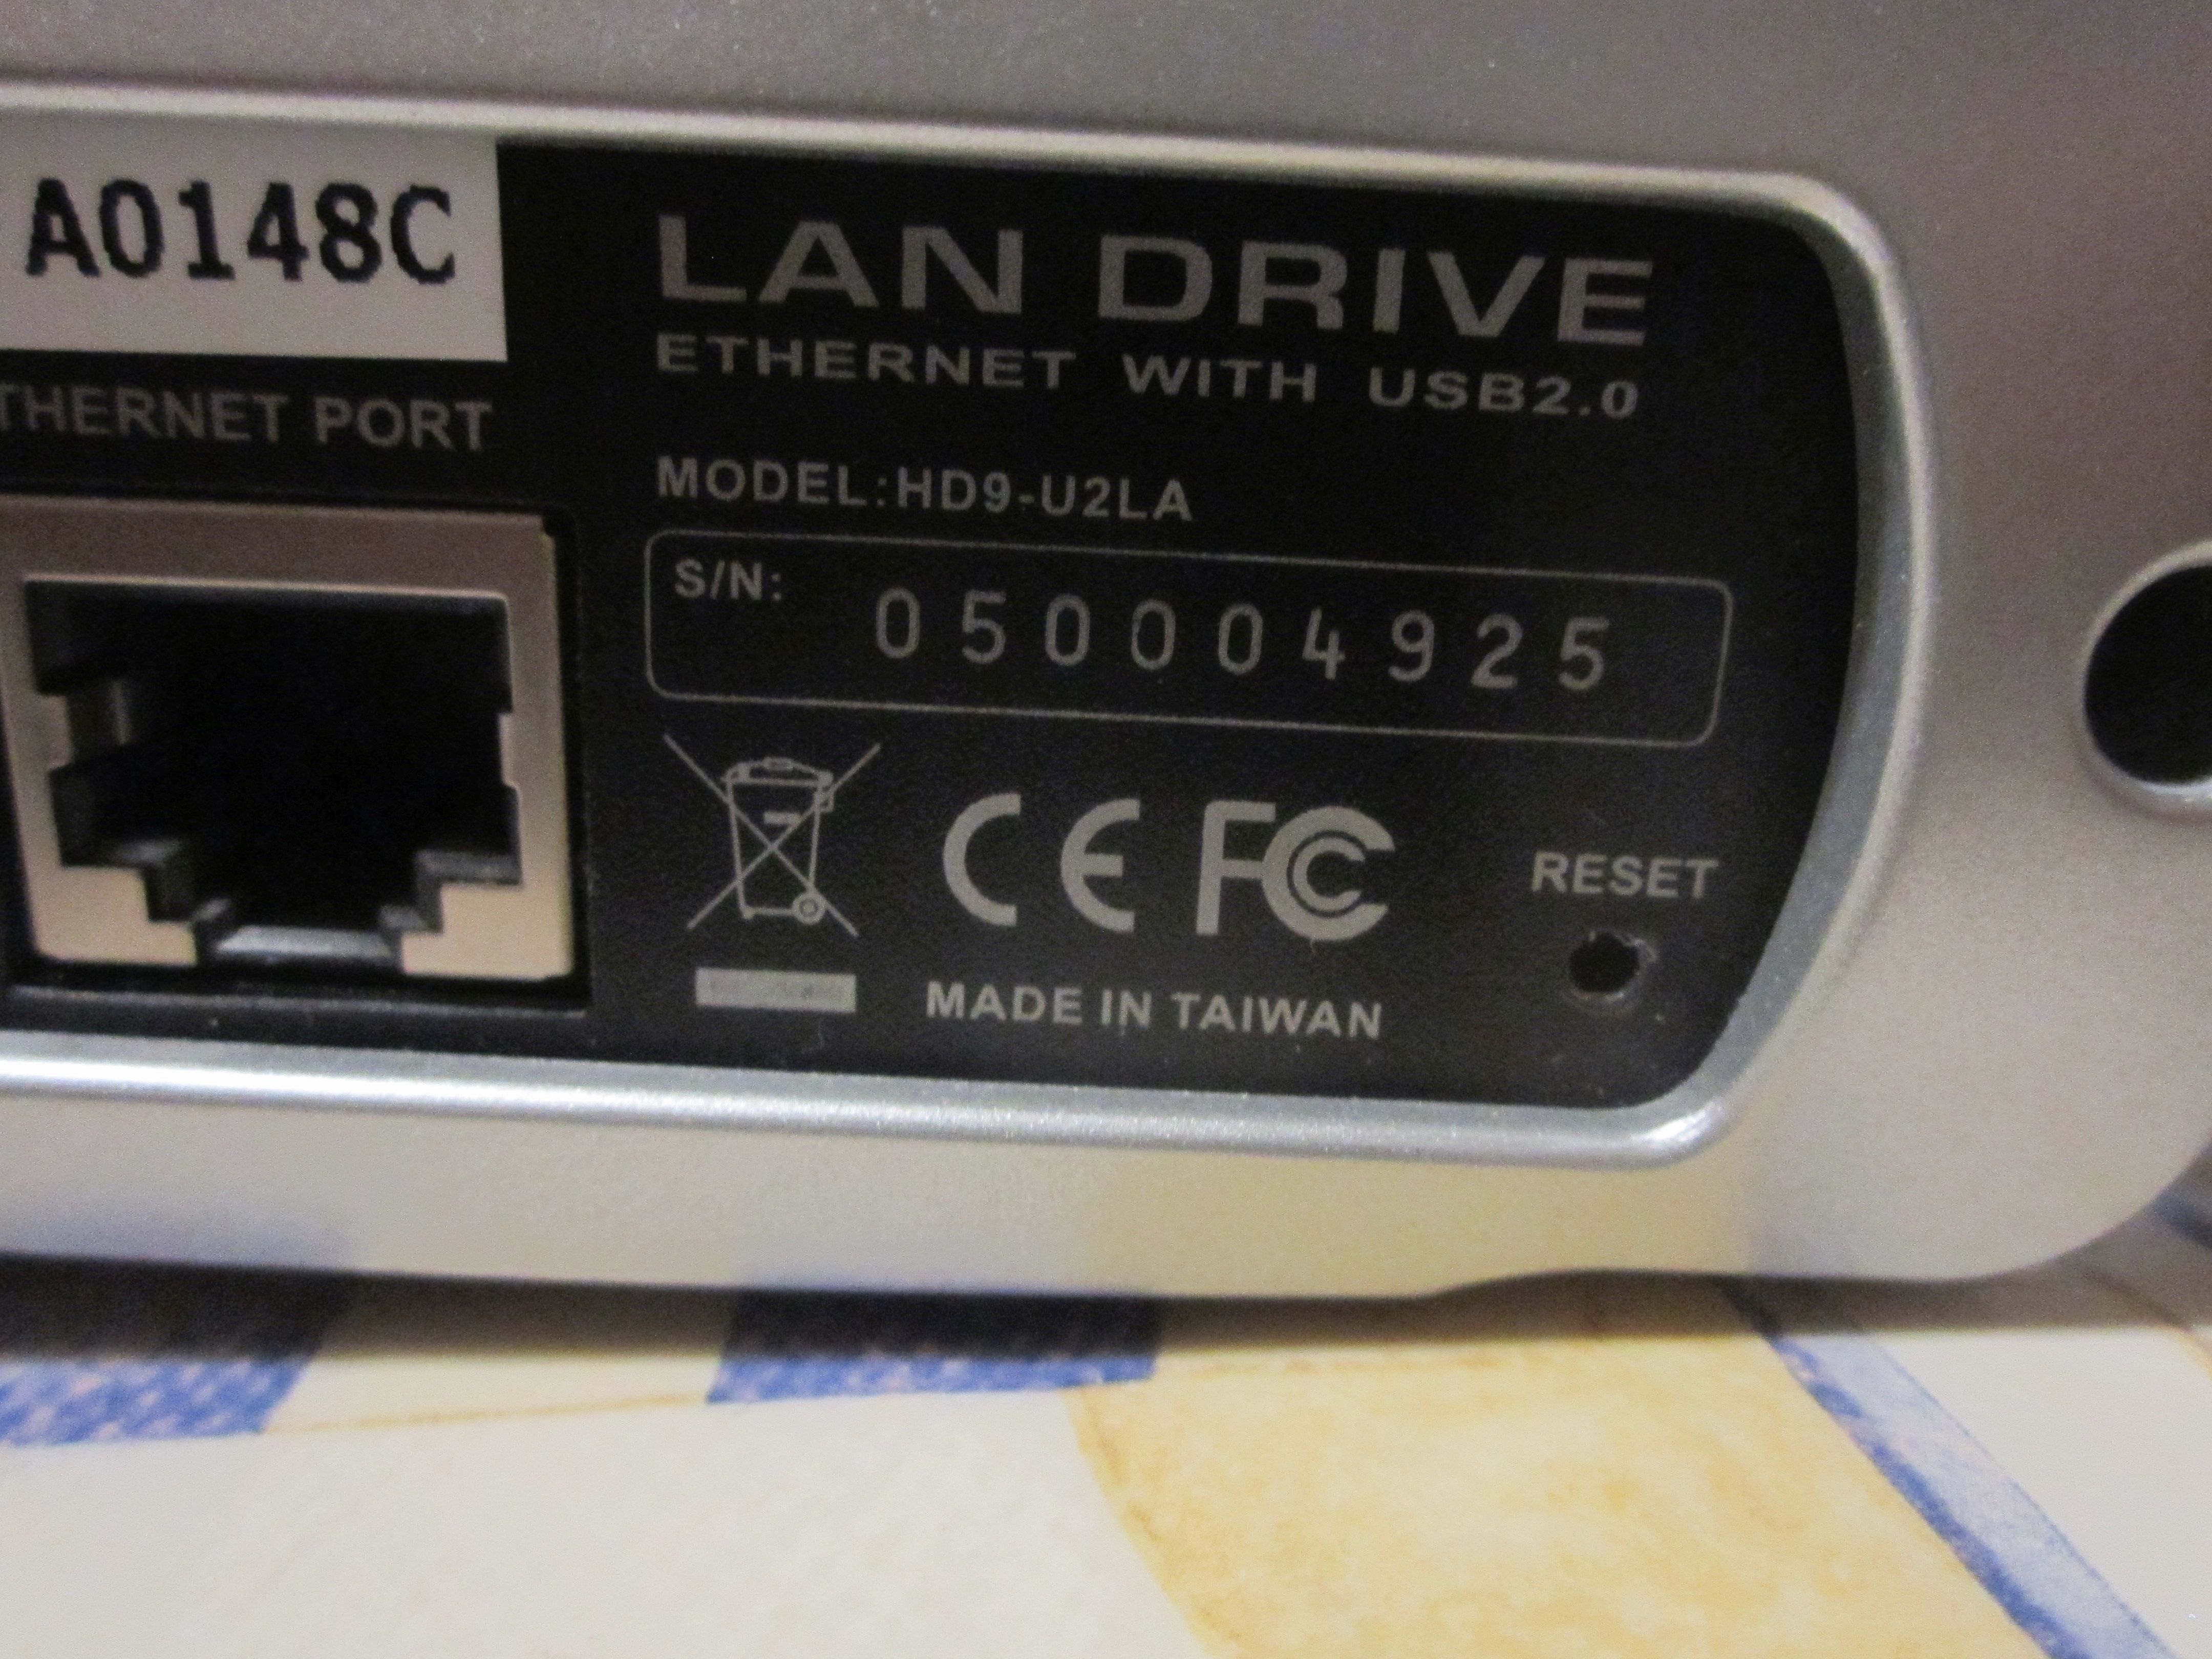 A0148C
LAN DRIVE
ETHERNET WITH USB2.0
THERNET PORT
MODEL:HD9-U2LA
S/N: 050004925
CE FC
RESET
MADE IN TAIWAN